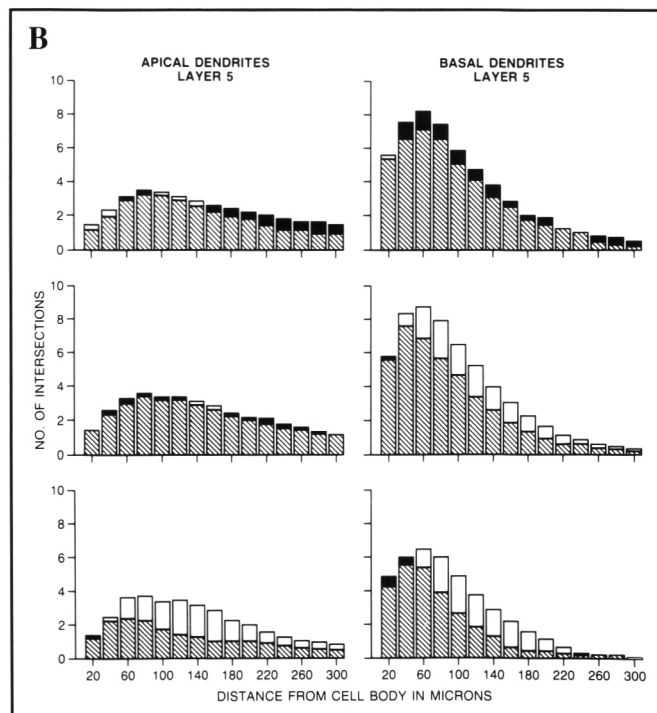 B
APICAL DENDRITES
LAYER 5
BASAL DENDRITES
LAYER 5
10
8
6
4
2
0
10
8
6
4
2
0
10
8
6
4
2
0
NO. OF INTERSECTIONS
20 60 100 140 180 220 260 300
20 60 100 140 180 220 260 300
DISTANCE FROM CELL BODY IN MICRONS